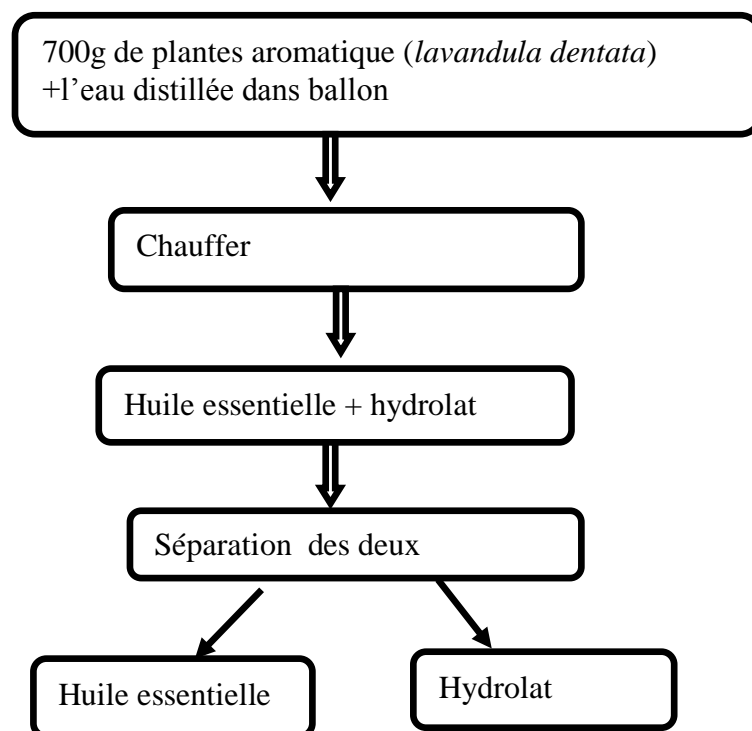 700g de plantes aromatique (lavandula dentata)
+l’eau distillée dans ballon
Chauffer
Huile essentielle + hydrolat
Séparation  des deux
Huile essentielle
Hydrolat